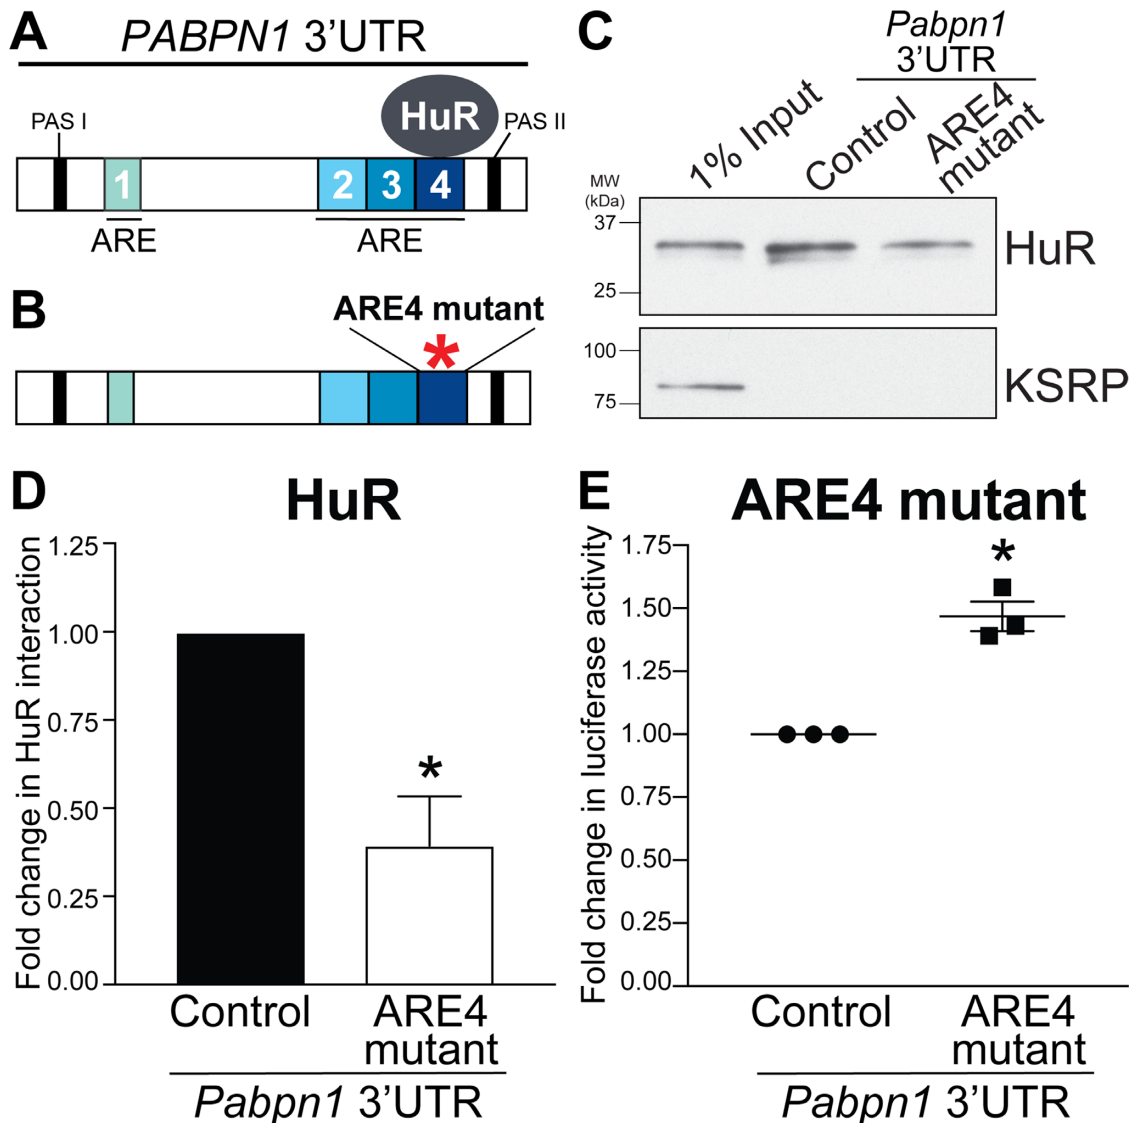 A
PABPN1 3’UTR
PAS I
HuR
PAS II
1
2
3
4
ARE
ARE
B
ARE4 mutant
*
C
Pabpn1
3’UTR
1% Input
Control
ARE4
mutant
MW
(kDa)
37
25
HuR
100
75
KSRP
D
HuR
Fold change in HuR interaction
1.25
1.00
0.75
0.50
0.25
0.00
*
Control
ARE4
mutant
Pabpn1 3’UTR
E
ARE4 mutant
Fold change in luciferase activity
1.75
1.50
1.25
1.00
0.75
0.50
0.25
0.00
*
Control
ARE4
mutant
Pabpn1 3’UTR